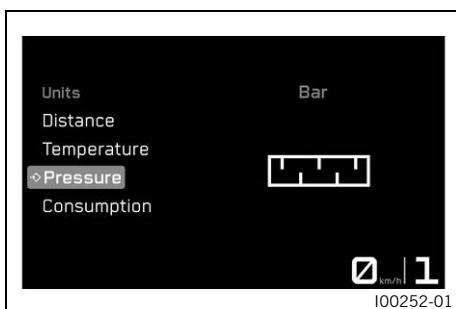 Units
Bar
Distance
Temperature
Pressure
Consumption
0 km/h 1
I00252-01